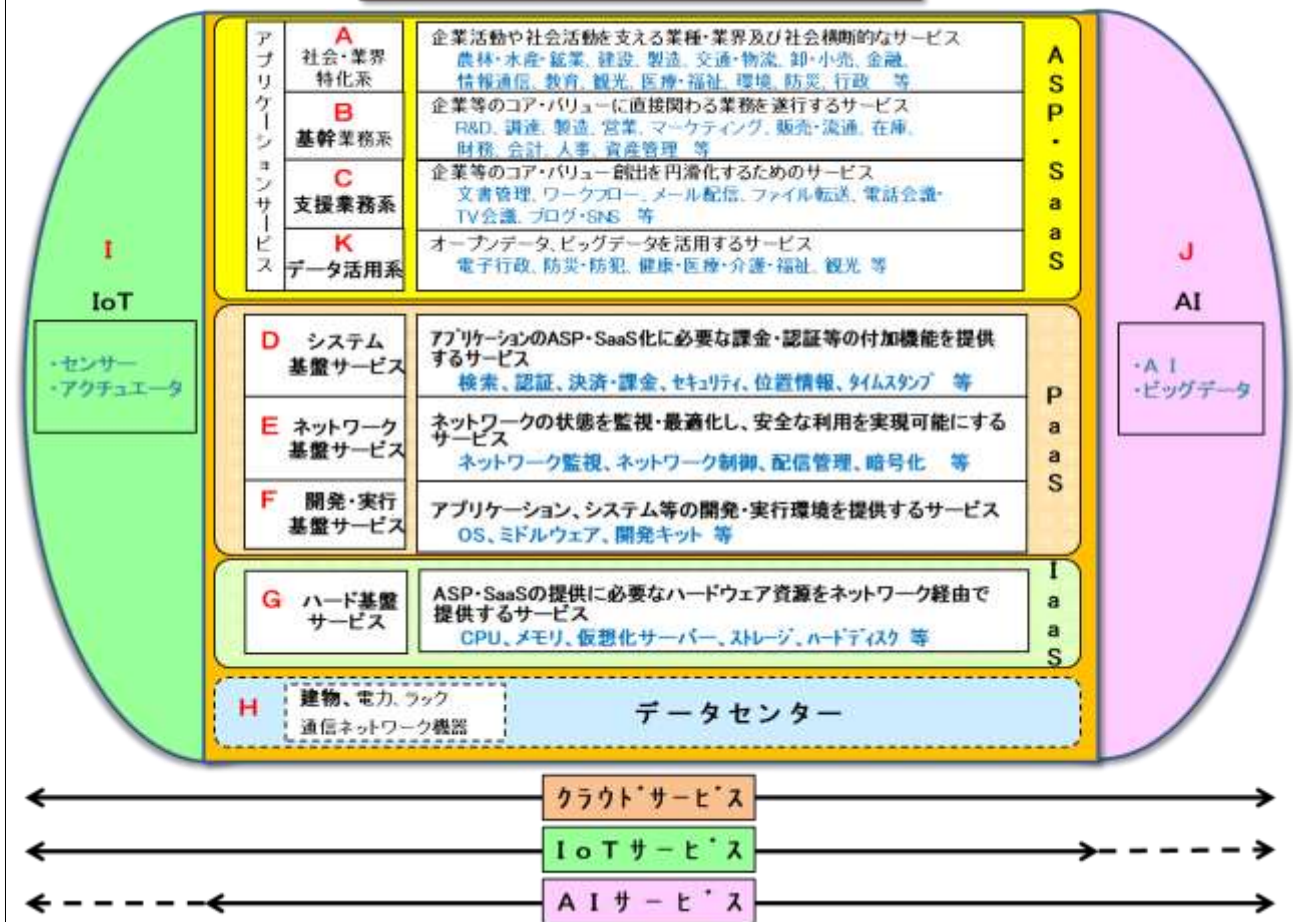 アプリケーションサービス
A
社会・業界
特化系
企業活動や社会活動を支える業種・業界及び社会横断的なサービス
農林・水産・鉱業、建設、製造、交通・物流、卸・小売、金融、
情報通信、教育、観光、医療・福祉、環境、防災、行政 等
B
基幹業務系
企業等のコア・バリューに直接関わる業務を遂行するサービス
R&D、調達、製造、営業、マーケティング、販売・流通、在庫、
財務、会計、人事、資産管理 等
C
支援業務系
企業等のコア・バリュー創出を円滑化するためのサービス
文書管理、ワークフロー、メール配信、ファイル転送、電話会議・
TV会議、ブログ・SNS 等
K
データ活用系
オープンデータ、ビッグデータを活用するサービス
電子行政、防災・防犯、健康・医療・介護・福祉、観光 等
ASP・SaaS
I
IoT
・センサー
・アクチュエータ
J
AI
・AI
・ビッグデータ
D システム
基盤サービス
アプリケーションのASP・SaaS化に必要な課金・認証等の付加機能を提供
するサービス
検索、認証、決済・課金、セキュリティ、位置情報、タイムスタンプ 等
E ネットワーク
基盤サービス
ネットワークの状態を監視・最適化し、安全な利用を実現可能にする
サービス
ネットワーク監視、ネットワーク制御、配信管理、暗号化 等
F 開発・実行
基盤サービス
アプリケーション、システム等の開発・実行環境を提供するサービス
OS、ミドルウェア、開発キット 等
PaaS
G ハード基盤
サービス
ASP・SaaSの提供に必要なハードウェア資源をネットワーク経由で
提供するサービス
CPU、メモリ、仮想化サーバー、ストレージ、ハードディスク 等
IaaS
H
建物、電力、ラック
通信ネットワーク機器
データセンター
クラウドサービス
IoTサービス
AIサービス